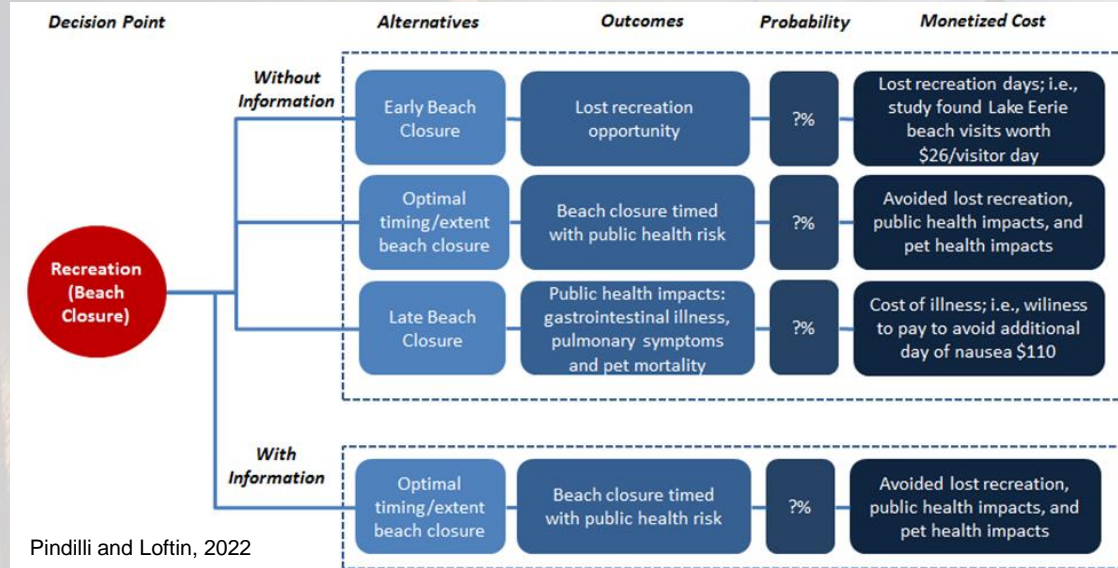 Decision Point
Alternatives
Outcomes
Probability
Monetized Cost
Without
Information
Early Beach
Closure
Lost recreation
opportunity
?%
Lost recreation days; i.e.,
study found Lake Eerie
beach visits worth
$26/visitor day
Optimal
timing/extent
beach closure
Beach closure timed
with public health risk
?%
Avoided lost recreation,
public health impacts, and
pet health impacts
Recreation
(Beach
Closure)
Late Beach
Closure
Public health impacts:
gastrointestinal illness,
pulmonary symptoms
and pet mortality
?%
Cost of illness; i.e., wiliness
to pay to avoid additional
day of nausea $110
With
Information
Optimal
timing/extent
beach closure
Beach closure timed
with public health risk
?%
Avoided lost recreation,
public health impacts, and
pet health impacts
Pindilli and Loftin, 2022